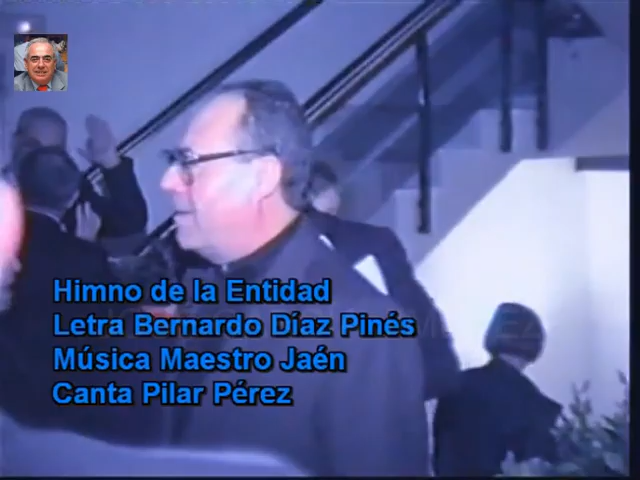 Himno de la Entidad
Letra Bernardo Díaz Pinés
Música Maestro Jaén
Canta Pilar Pérez